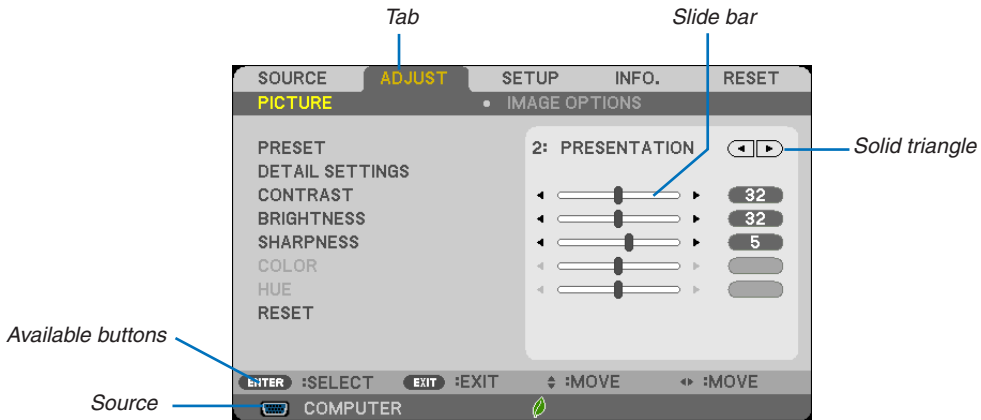 Tab Slide bar
SOURCE ADJUST SETUP INFO. RESET
PICTURE • IMAGE OPTIONS
PRESET 2: PRESENTATION
Solid triangle
DETAIL SETTINGS
CONTRAST 32
BRIGHTNESS 32
SHARPNESS 5
COLOR
HUE
RESET
Available buttons
ENTER :SELECT EXIT :EXIT :MOVE :MOVE
Source
COMPUTER